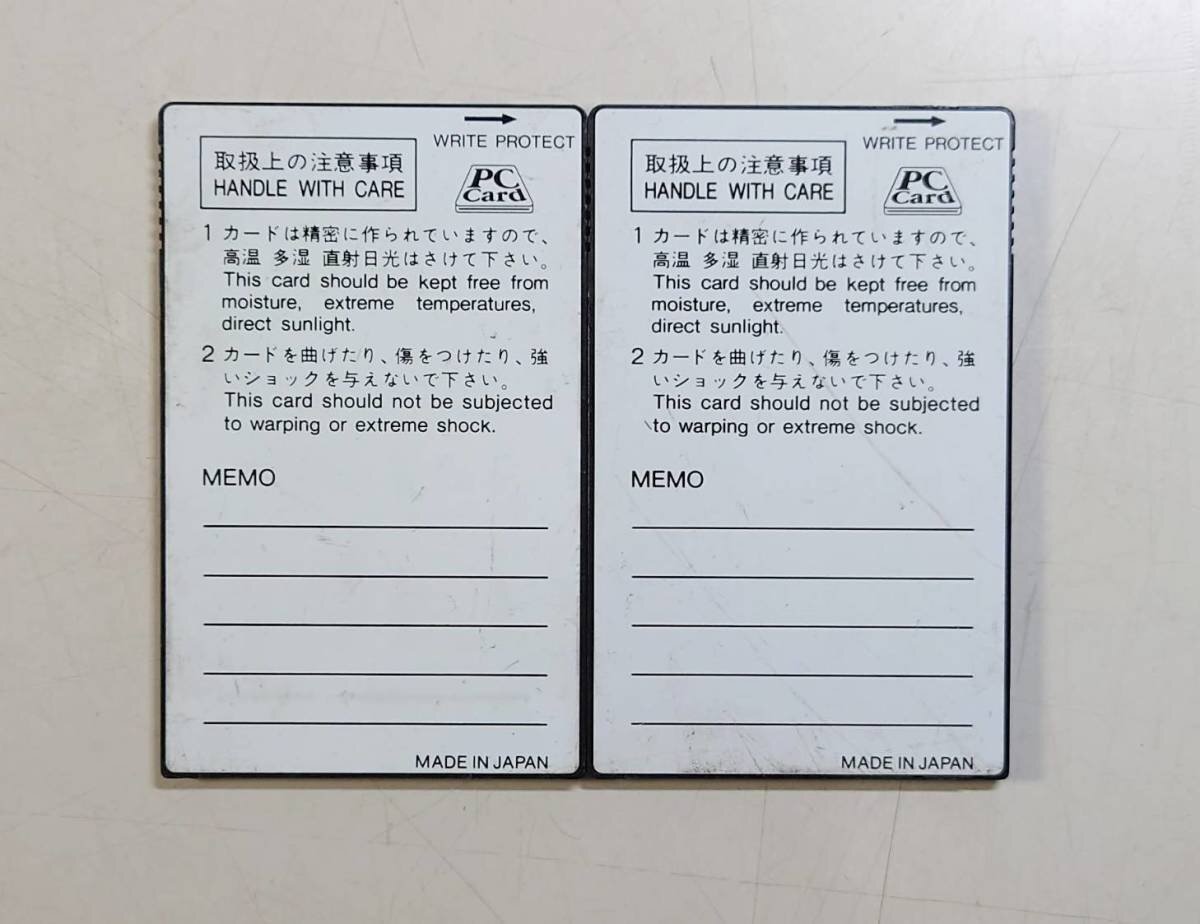 WRITE PROTECT
取扱上の注意事項
HANDLE WITH CARE
PC
Card
1 カードは精密に作られていますので、
高温 多湿 直射日光はさけて下さい。
This card should be kept free from
moisture, extreme temperatures,
direct sunlight.
2 カードを曲げたり、傷をつけたり、強
いショックを与えないで下さい。
This card should not be subjected
to warping or extreme shock.
MEMO
MADE IN JAPAN
WRITE PROTECT
取扱上の注意事項
HANDLE WITH CARE
PC
Card
1 カードは精密に作られていますので、
高温 多湿 直射日光はさけて下さい。
This card should be kept free from
moisture, extreme temperatures,
direct sunlight.
2 カードを曲げたり、傷をつけたり、強
いショックを与えないで下さい。
This card should not be subjected
to warping or extreme shock.
MEMO
MADE IN JAPAN